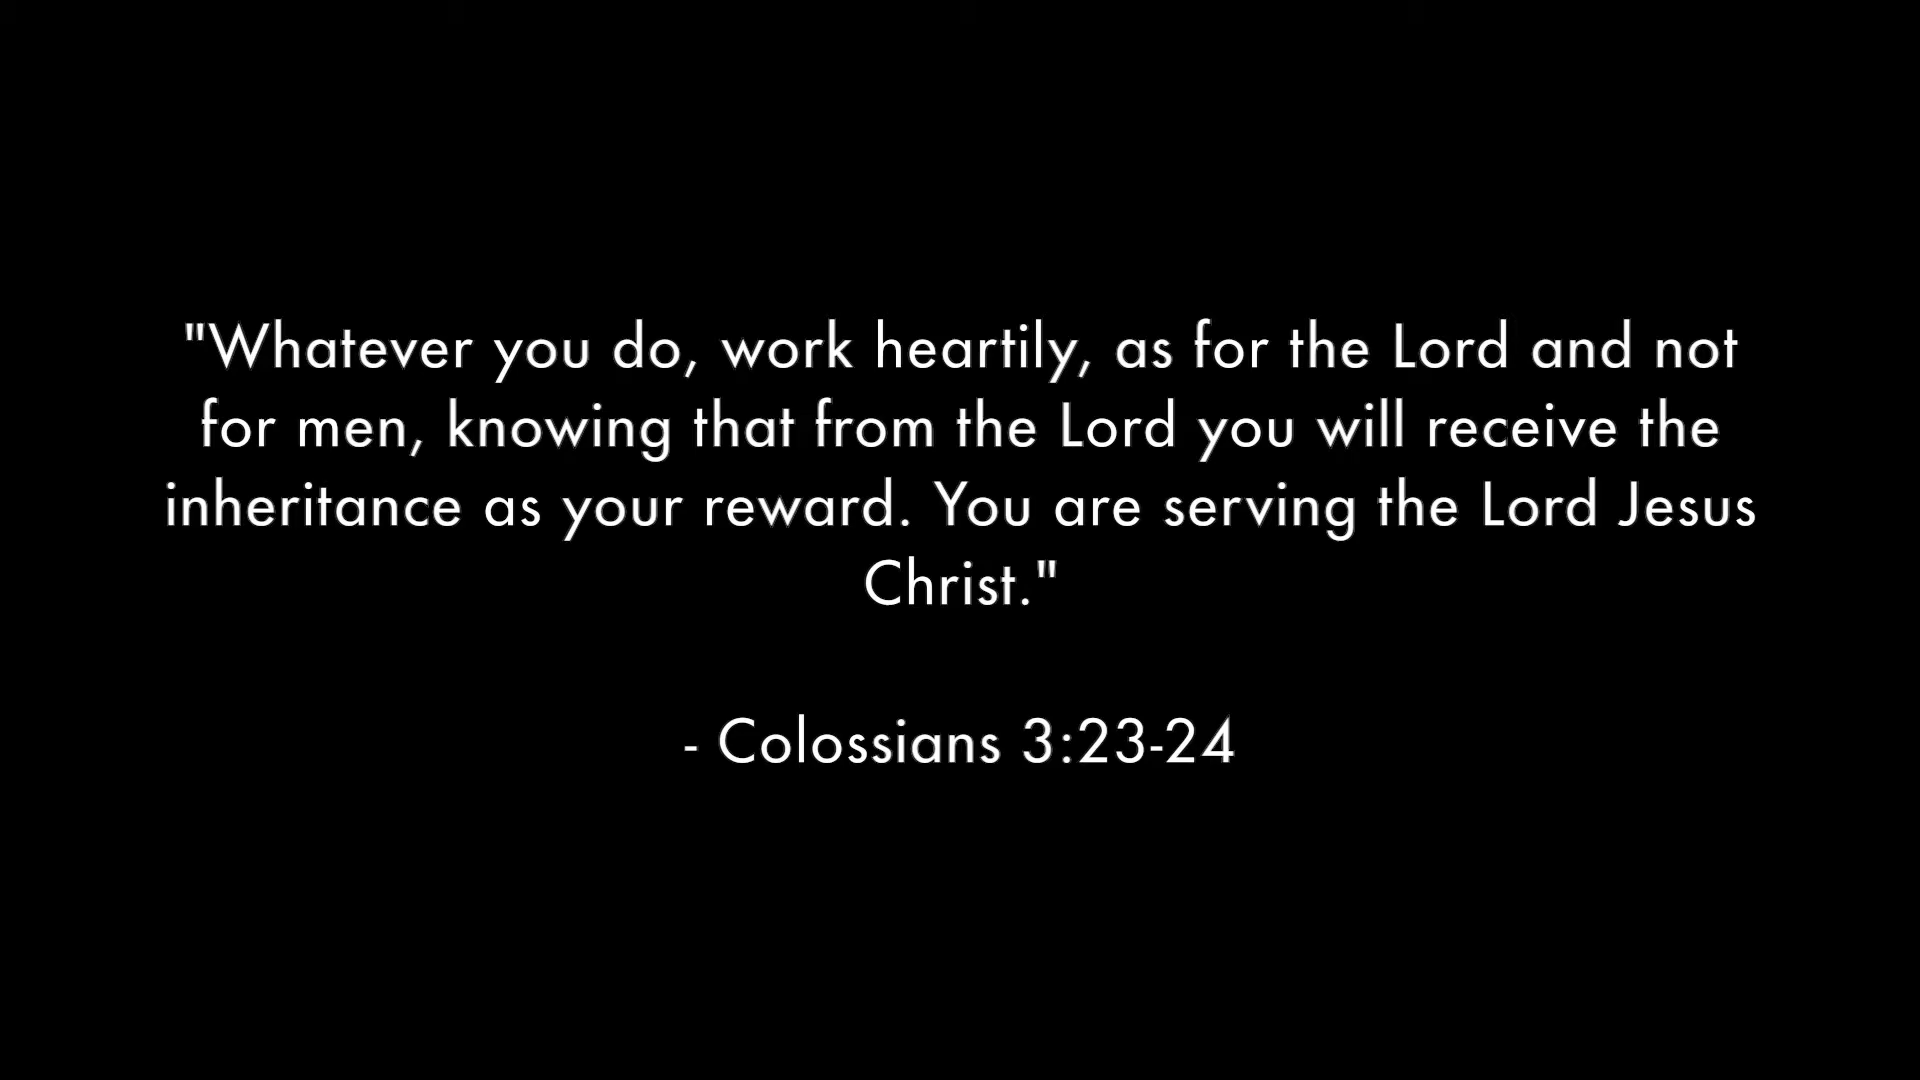 "Whatever you do, work heartily, as for the Lord and not
for men, knowing that from the Lord you will receive the
inheritance as your reward. You are serving the Lord Jesus
Christ."
- Colossians 3:23-24